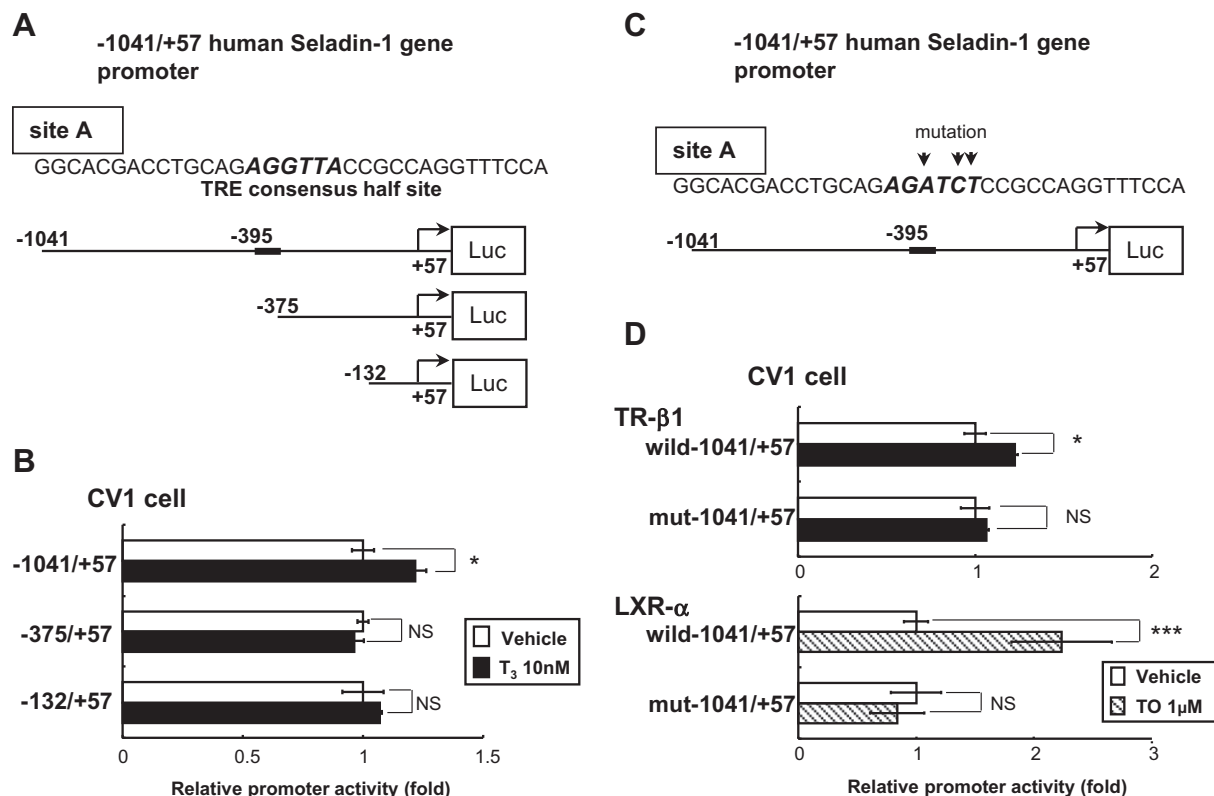 A
-1041/+57 human Seladin-1 gene
promoter
site A
GGCACGACCTGCAGAGGTTACCGCCAGGTTTCCA
TRE consensus half site
-1041
-395
+57
Luc
-375
+57
Luc
-132
+57
Luc
B
CV1 cell
-1041/+57
*
-375/+57
NS
-132/+57
NS
Vehicle
T3 10nM
0
1
1.5
Relative promoter activity (fold)
C
-1041/+57 human Seladin-1 gene
promoter
mutation
site A
GGCACGACCTGCAGAGATCTCCGCCAGGTTTCCA
-1041
-395
+57
Luc
D
CV1 cell
TR-β1
wild-1041/+57
*
mut-1041/+57
NS
0
1
2
LXR-α
wild-1041/+57
***
mut-1041/+57
NS
Vehicle
TO 1µM
0
1
2
3
Relative promoter activity (fold)